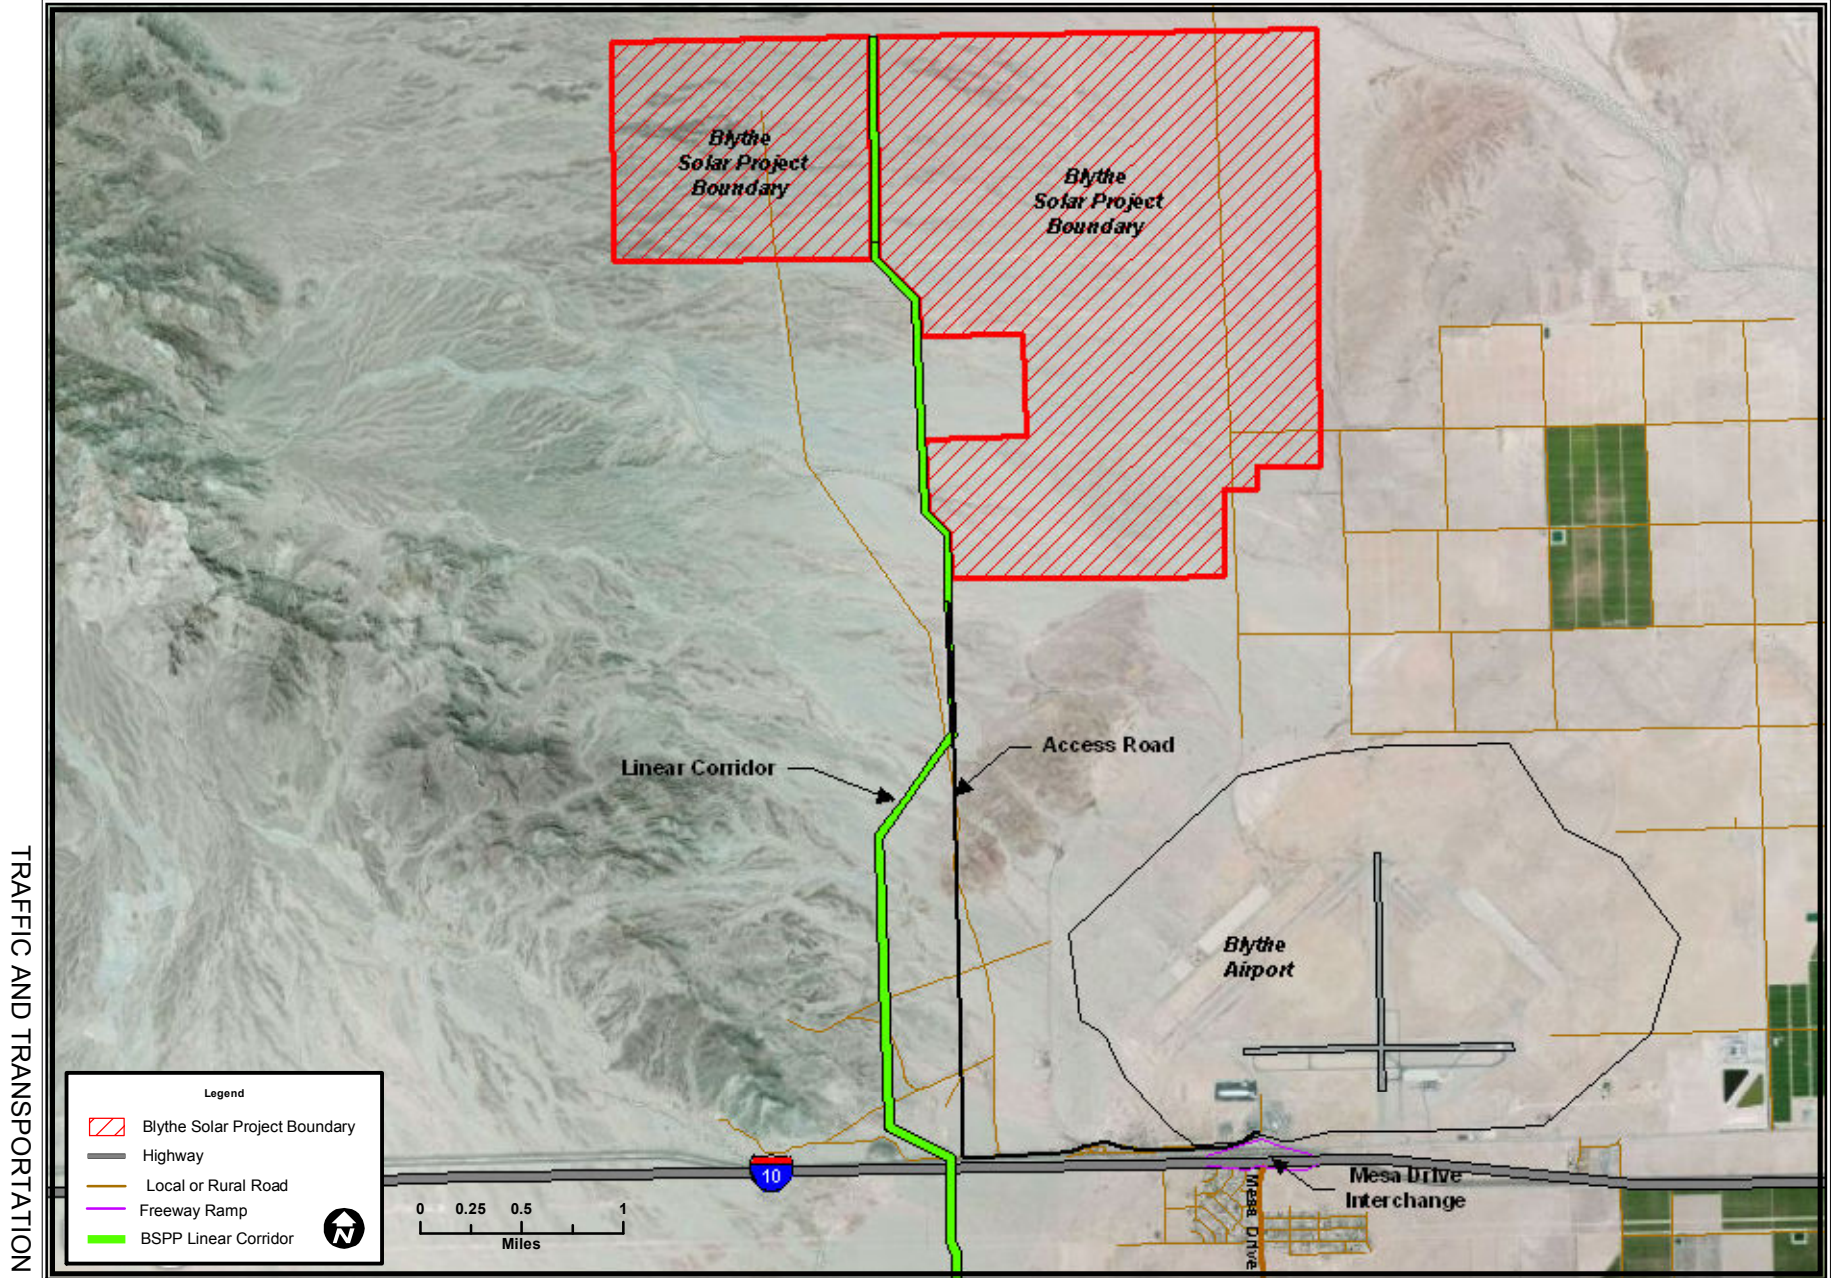 Blythe
Solar Project
Boundary
Blythe
Solar Project
Boundary
Access Road
Linear Corridor
Blythe
Airport
Mesa Drive
Interchange
Mesa Drive
10
Legend
Blythe Solar Project Boundary
Highway
Local or Rural Road
Freeway Ramp
BSPP Linear Corridor
N
0 0.25 0.5 1
Miles
TRAFFIC AND TRANSPORTATION